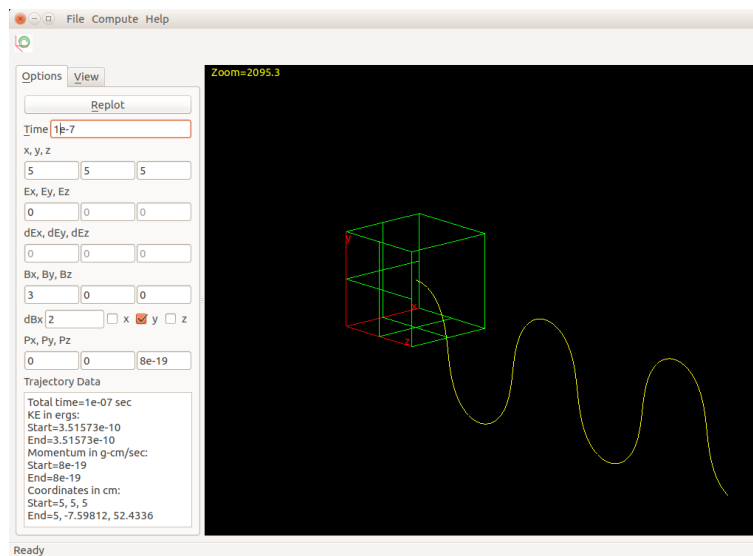 File Compute Help
Options View
Replot
Time 1e-7
x, y, z
5 5 5
Ex, Ey, Ez
0 0 0
dEx, dEy, dEz
0 0 0
Bx, By, Bz
3 0 0
dBx 2 x y z
Px, Py, Pz
0 0 8e-19
Trajectory Data
Total time=1e-07 sec
KE in ergs:
Start=3.51573e-10
End=3.51573e-10
Momentum in g-cm/sec:
Start=8e-19
End=8e-19
Coordinates in cm:
Start=5, 5, 5
End=5, -7.59812, 52.4336
Zoom=2095.3
y
x
z
Ready